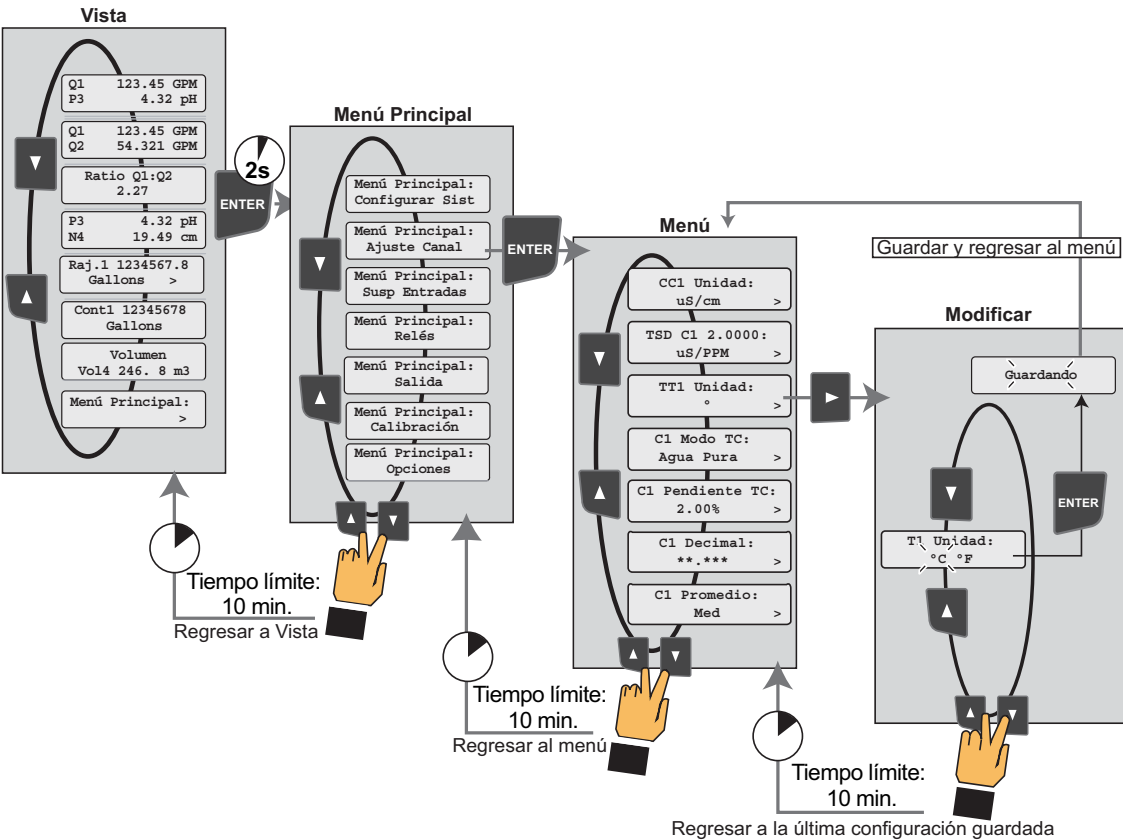 Vista
Q1 123.45 GPM
P3 4.32 pH
Q1 123.45 GPM
Q2 54.321 GPM
Ratio Q1:Q2
2.27
P3 4.32 pH
N4 19.49 cm
Raj.1 1234567.8
Gallons >
Cont1 12345678
Gallons
Volumen
Vol4 246. 8 m3
Menú Principal:
>
2s
ENTER
Tiempo límite:
10 min.
Regresar a Vista
Menú Principal
Menú Principal:
Configurar Sist
Menú Principal:
Ajuste Canal
Menú Principal:
Susp Entradas
Menú Principal:
Relés
Menú Principal:
Salida
Menú Principal:
Calibración
Menú Principal:
Opciones
ENTER
Tiempo límite:
10 min.
Regresar al menú
Menú
CC1 Unidad:
uS/cm >
TSD C1 2.0000:
uS/PPM >
TT1 Unidad:
° >
C1 Modo TC:
Agua Pura >
C1 Pendiente TC:
2.00% >
C1 Decimal:
**.*** >
C1 Promedio:
Med >
Tiempo límite:
10 min.
Regresar a la última configuración guardada
Guardar y regresar al menú
Modificar
Guardando
ENTER
T1 Unidad:
°C °F